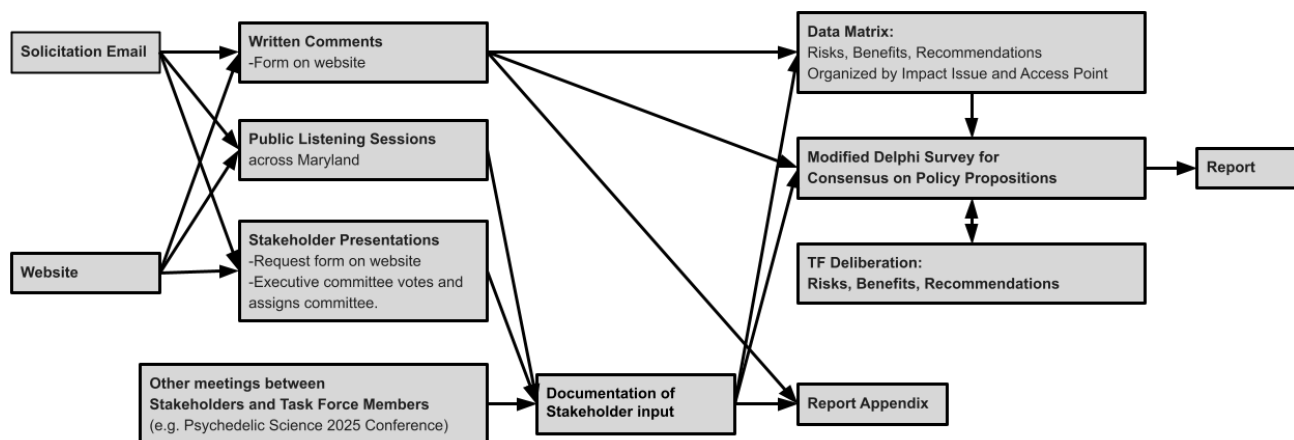 Solicitation Email
Website
Written Comments
-Form on website
Public Listening Sessions
across Maryland
Stakeholder Presentations
-Request form on website
-Executive committee votes and
assigns committee.
Other meetings between
Stakeholders and Task Force Members
(e.g. Psychedelic Science 2025 Conference)
Documentation of
Stakeholder input
Data Matrix:
Risks, Benefits, Recommendations
Organized by Impact Issue and Access Point
Modified Delphi Survey for
Consensus on Policy Propositions
TF Deliberation:
Risks, Benefits, Recommendations
Report Appendix
Report